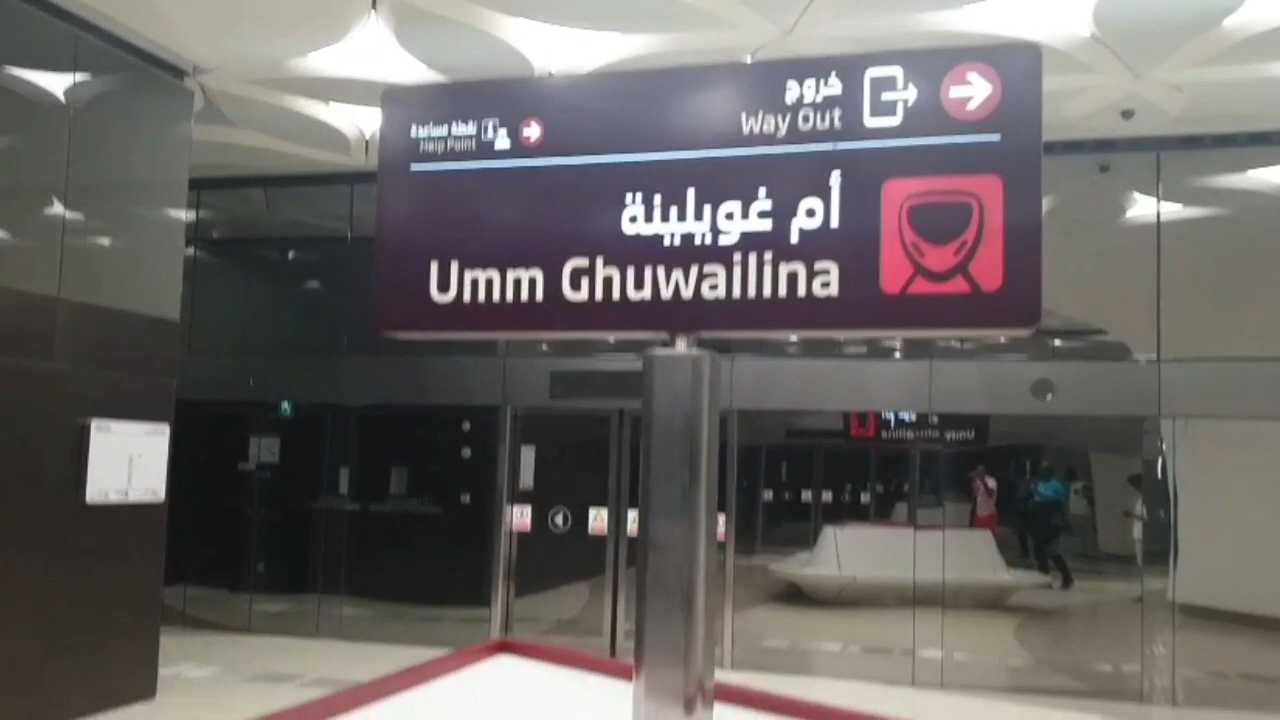 نقطة مساعدة
Help Point
خروج
Way Out
أم غويلينة
Umm Ghuwailina